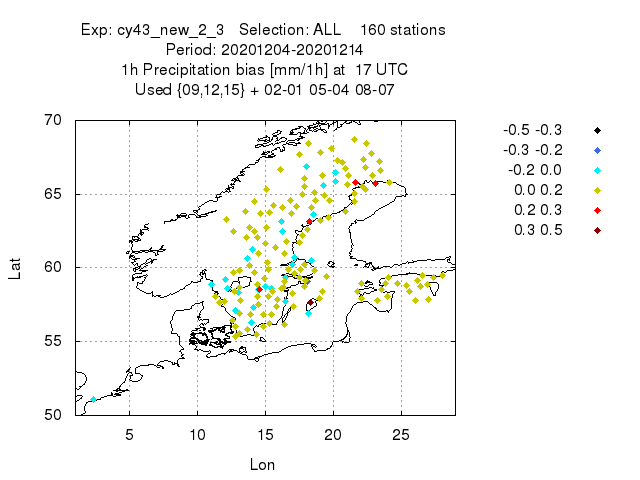 Exp: cy43_new_2_3   Selection: ALL    160 stations
Period: 20201204-20201214
1h Precipitation bias [mm/1h] at  17 UTC
Used {09,12,15} + 02-01 05-04 08-07
-0.5 -0.3
-0.3 -0.2
-0.2 0.0
0.0 0.2
0.2 0.3
0.3 0.5
70
65
60
55
50
Lat
5 10 15 20 25
Lon